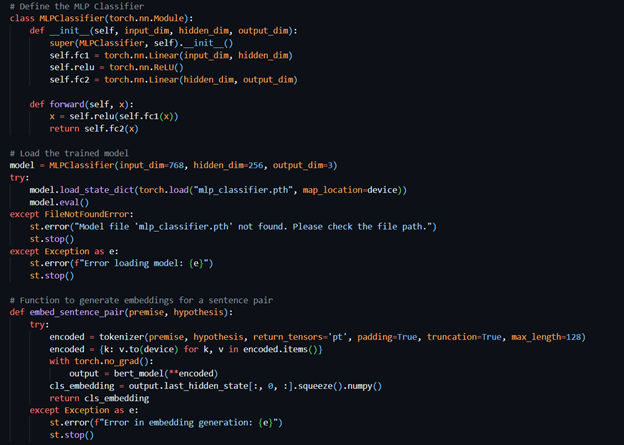 # Define the MLP Classifier
class MLPClassifier(torch.nn.Module):
    def __init__(self, input_dim, hidden_dim, output_dim):
        super(MLPClassifier, self).__init__()
        self.fc1 = torch.nn.Linear(input_dim, hidden_dim)
        self.relu = torch.nn.ReLU()
        self.fc2 = torch.nn.Linear(hidden_dim, output_dim)

    def forward(self, x):
        x = self.relu(self.fc1(x))
        return self.fc2(x)

# Load the trained model
model = MLPClassifier(input_dim=768, hidden_dim=256, output_dim=3)
try:
    model.load_state_dict(torch.load("mlp_classifier.pth", map_location=device))
    model.eval()
except FileNotFoundError:
    st.error("Model file 'mlp_classifier.pth' not found. Please check the file path.")
    st.stop()
except Exception as e:
    st.error(f"Error loading model: {e}")
    st.stop()

# Function to generate embeddings for a sentence pair
def embed_sentence_pair(premise, hypothesis):
    try:
        encoded = tokenizer(premise, hypothesis, return_tensors='pt', padding=True, truncation=True, max_length=128)
        encoded = {k: v.to(device) for k, v in encoded.items()}
        with torch.no_grad():
            output = bert_model(**encoded)
        cls_embedding = output.last_hidden_state[:, 0, :].squeeze().numpy()
        return cls_embedding
    except Exception as e:
        st.error(f"Error in embedding generation: {e}")
        st.stop()